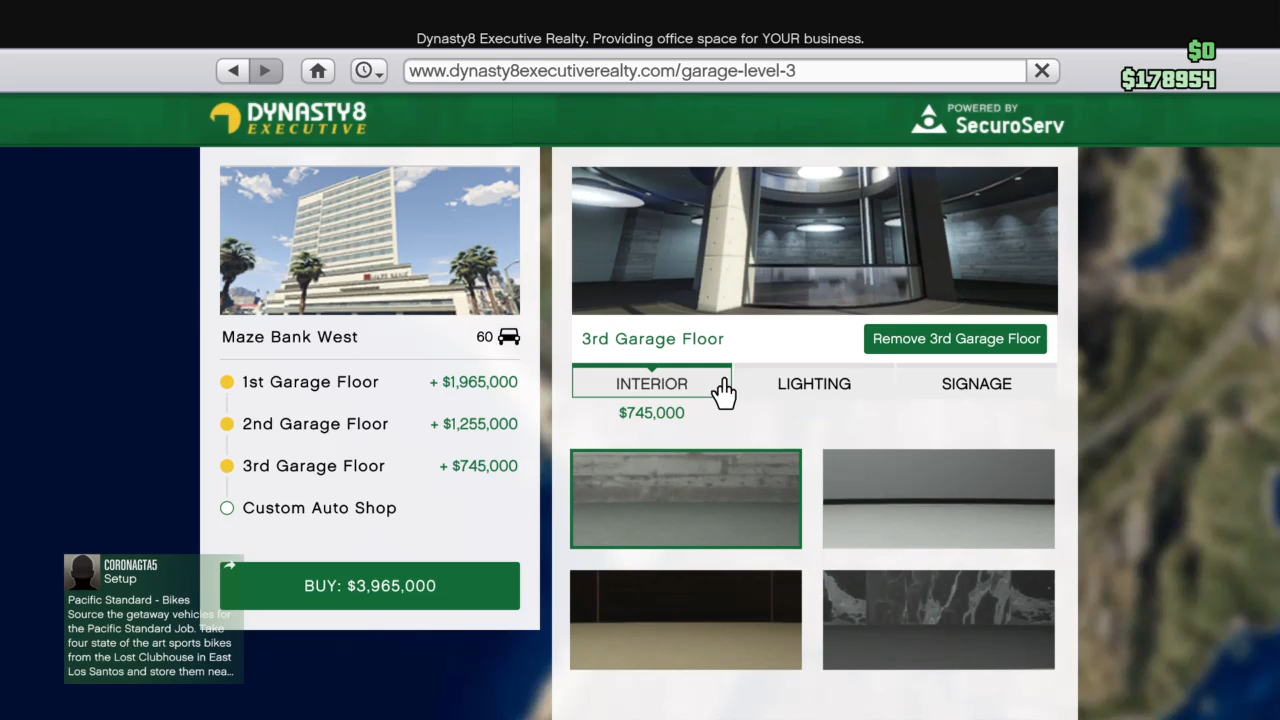 Dynasty8 Executive Realty. Providing office space for YOUR business.
$0
www.dynasty8executiverealty.com/garage-level-3
$178954
DYNASTY8
EXECUTIVE
POWERED BY
SecuroServ
MAZE BANK
Maze Bank West
60
1st Garage Floor
+ $1,965,000
2nd Garage Floor
+ $1,255,000
3rd Garage Floor
+ $745,000
Custom Auto Shop
BUY: $3,965,000
3rd Garage Floor
Remove 3rd Garage Floor
INTERIOR
LIGHTING
SIGNAGE
$745,000
CORONAGTA5
Setup
Pacific Standard - Bikes
Source the getaway vehicles for
the Pacific Standard Job. Take
four state of the art sports bikes
from the Lost Clubhouse in East
Los Santos and store them nea...